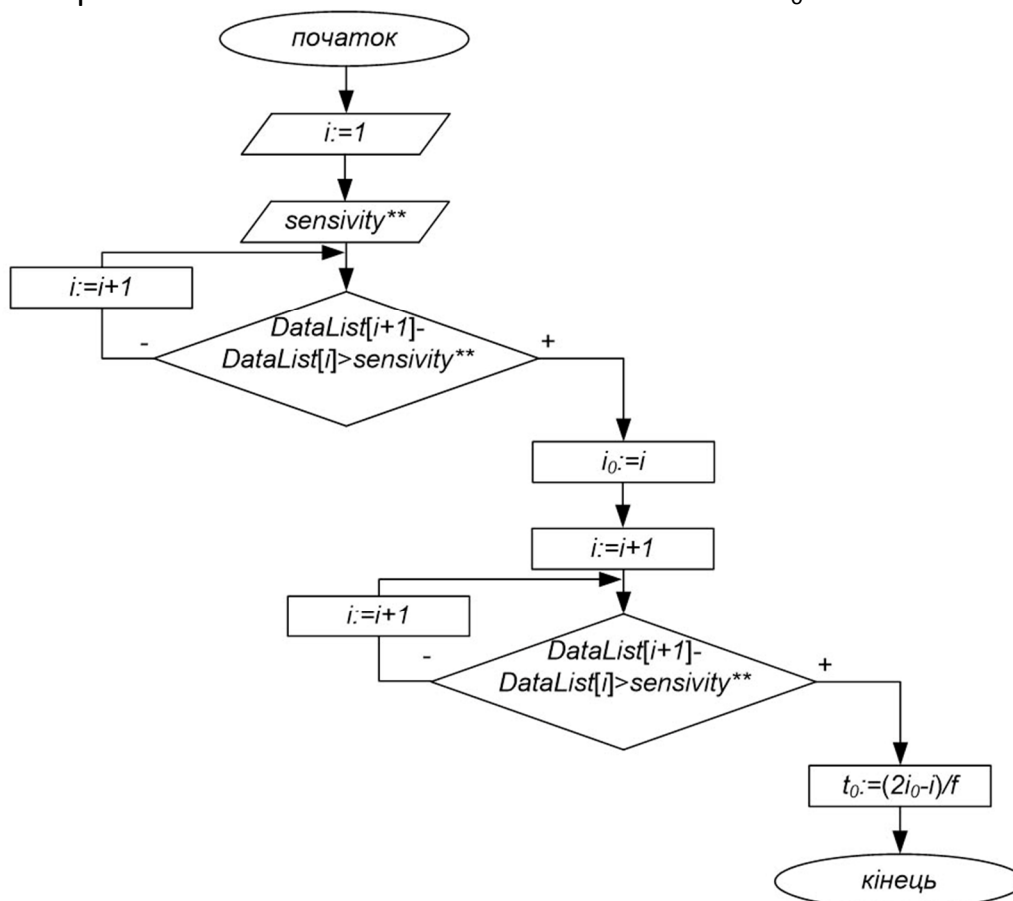 початок
i:=1
sensivity**
i:=i+1
DataList[i+1]-
DataList[i]>sensivity**
-
+
i₀:=i
i:=i+1
i:=i+1
DataList[i+1]-
DataList[i]>sensivity**
-
+
t₀:=(2i₀-i)/f
кінець